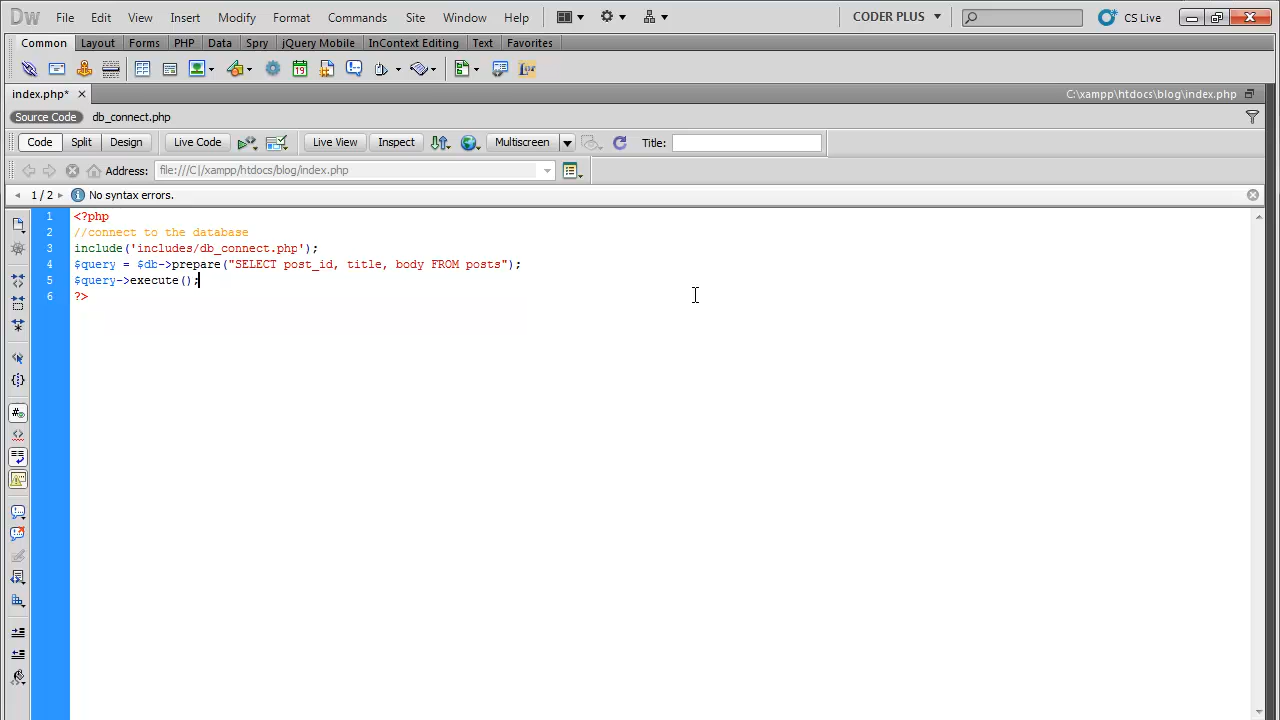 Dw File Edit View Insert Modify Format Commands Site Window Help CODER PLUS CS Live
Common Layout Forms PHP Data Spry jQuery Mobile InContext Editing Text Favorites
index.php* C:\xampp\htdocs\blog\index.php
Source Code db_connect.php
Code Split Design Live Code Live View Inspect Multiscreen Title:
Address: file:///C|/xampp/htdocs/blog/index.php
1 / 2 No syntax errors.
1 <?php
2 //connect to the database
3 include('includes/db_connect.php');
4 $query = $db->prepare("SELECT post_id, title, body FROM posts");
5 $query->execute();
6 ?>